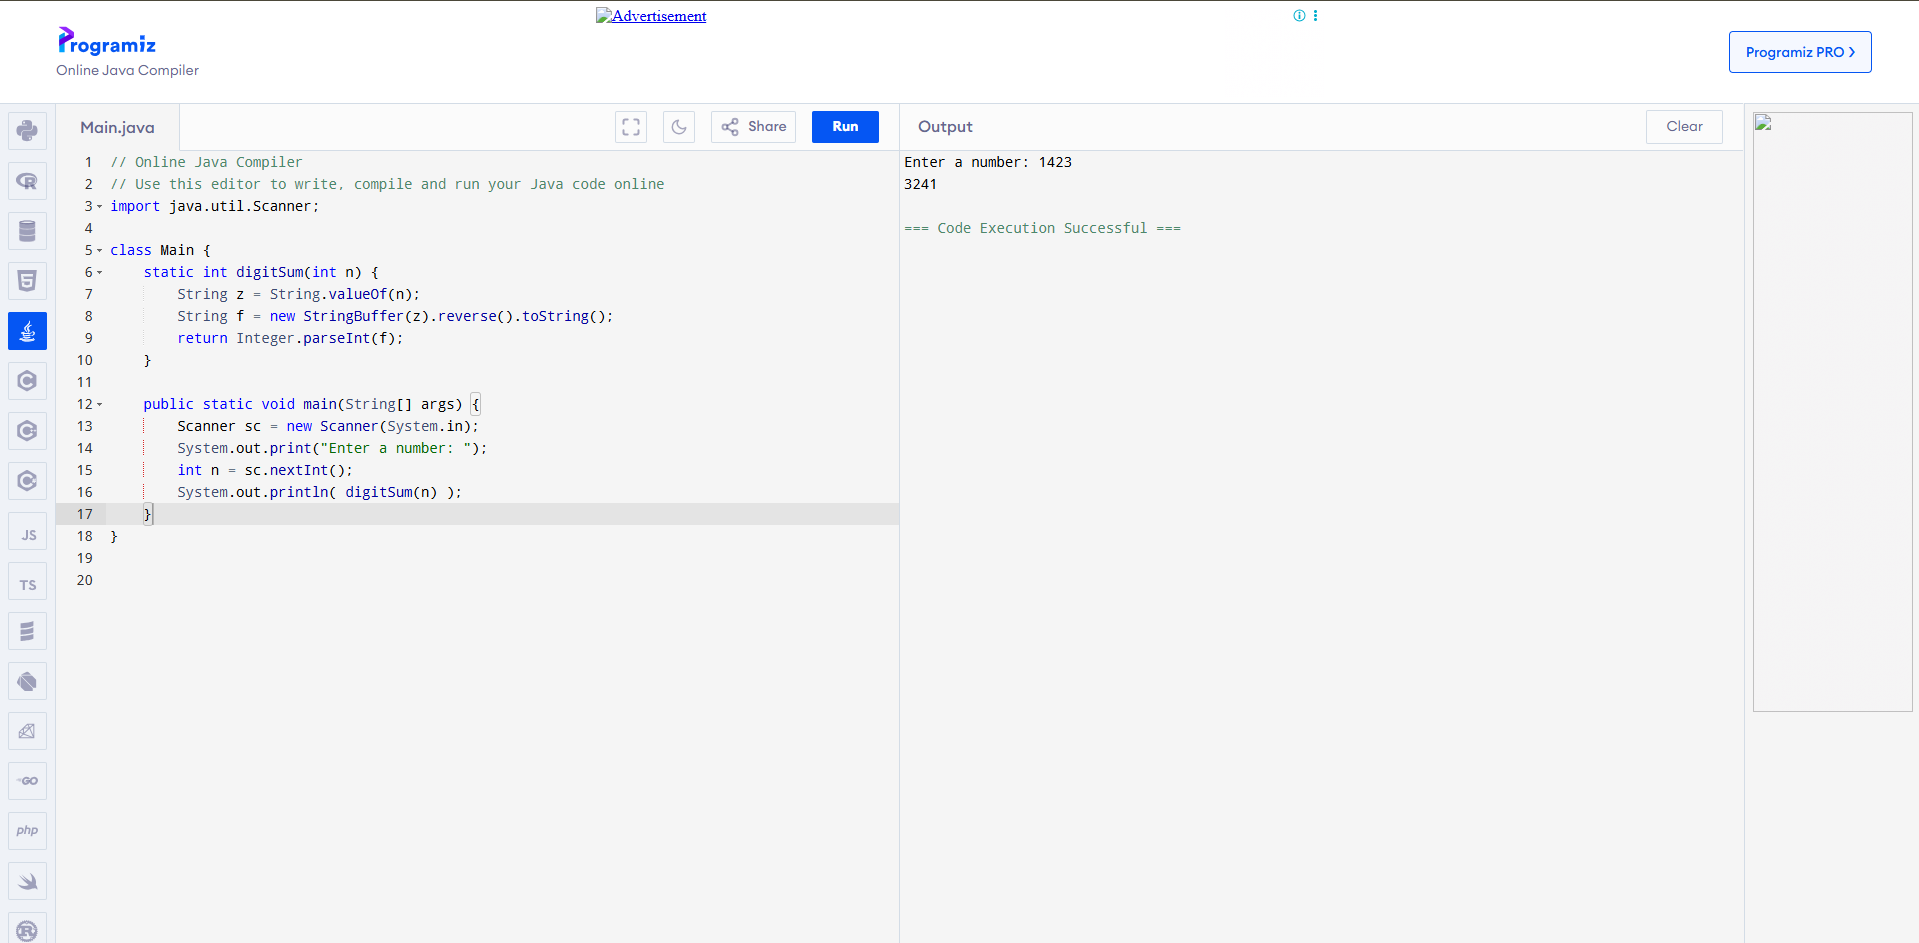 Advertisement
Programiz
Online Java Compiler
Programiz PRO
Main.java
Share
Run
Output
Clear
1 // Online Java Compiler
2 // Use this editor to write, compile and run your Java code online
3 import java.util.Scanner;
4
5 class Main {
6     static int digitSum(int n) {
7         String z = String.valueOf(n);
8         String f = new StringBuffer(z).reverse().toString();
9         return Integer.parseInt(f);
10     }
11
12     public static void main(String[] args) {
13         Scanner sc = new Scanner(System.in);
14         System.out.print("Enter a number: ");
15         int n = sc.nextInt();
16         System.out.println( digitSum(n) );
17     }
18 }
19
20
Enter a number: 1423
3241
=== Code Execution Successful ===
R
5
C
C
C
JS
TS
GO
php
R